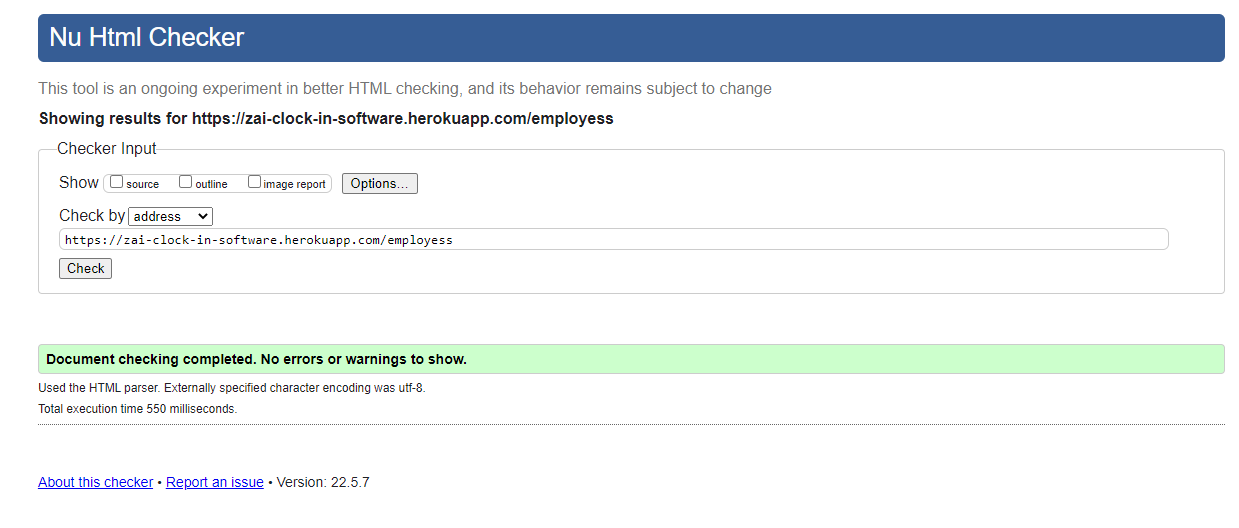 Nu Html Checker
This tool is an ongoing experiment in better HTML checking, and its behavior remains subject to change
Showing results for https://zai-clock-in-software.herokuapp.com/employess
Checker Input
Show source outline image report Options...
Check by address
https://zai-clock-in-software.herokuapp.com/employess
Check
Document checking completed. No errors or warnings to show.
Used the HTML parser. Externally specified character encoding was utf-8.
Total execution time 550 milliseconds.
About this checker • Report an issue • Version: 22.5.7